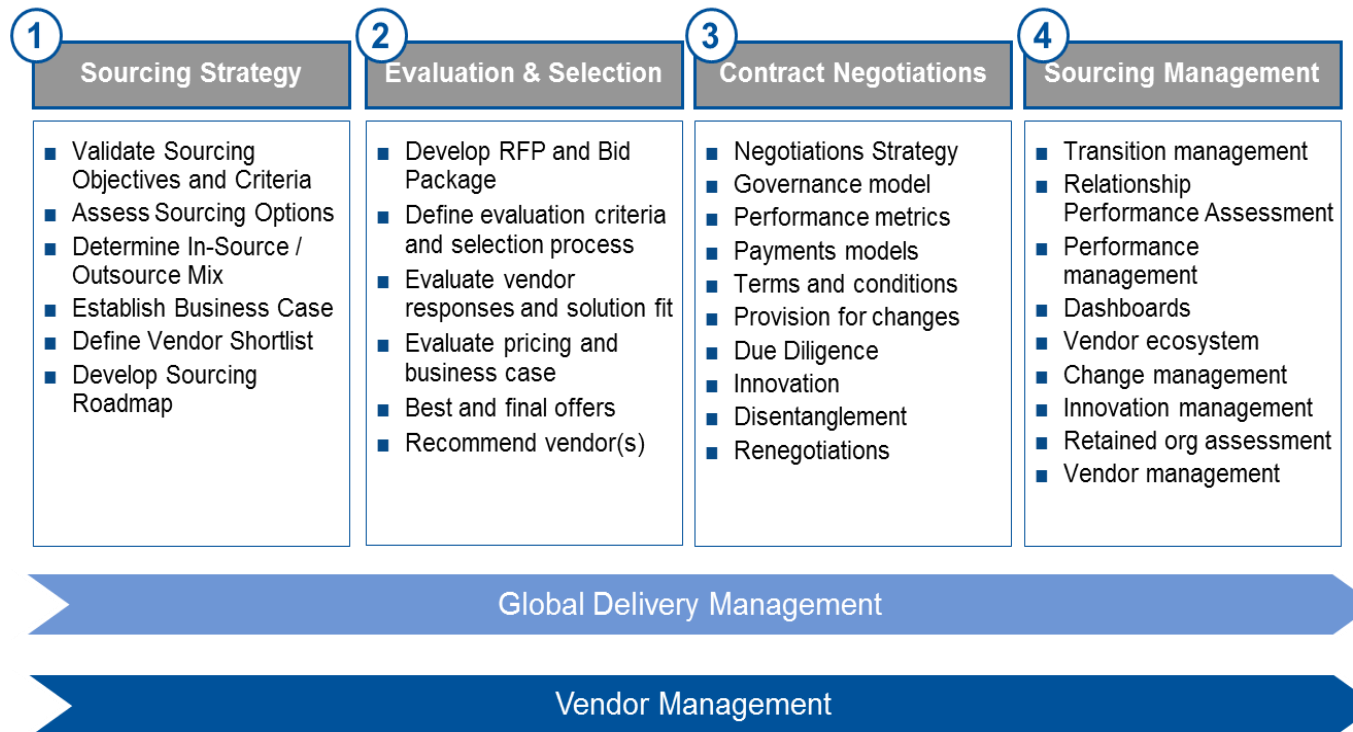 1
Sourcing Strategy
Validate Sourcing
Objectives and Criteria
Assess Sourcing Options
Determine In-Source /
Outsource Mix
Establish Business Case
Define Vendor Shortlist
Develop Sourcing
Roadmap
2
Evaluation & Selection
Develop RFP and Bid
Package
Define evaluation criteria
and selection process
Evaluate vendor
responses and solution fit
Evaluate pricing and
business case
Best and final offers
Recommend vendor(s)
3
Contract Negotiations
Negotiations Strategy
Governance model
Performance metrics
Payments models
Terms and conditions
Provision for changes
Due Diligence
Innovation
Disentanglement
Renegotiations
4
Sourcing Management
Transition management
Relationship
Performance Assessment
Performance
management
Dashboards
Vendor ecosystem
Change management
Innovation management
Retained org assessment
Vendor management
Global Delivery Management
Vendor Management